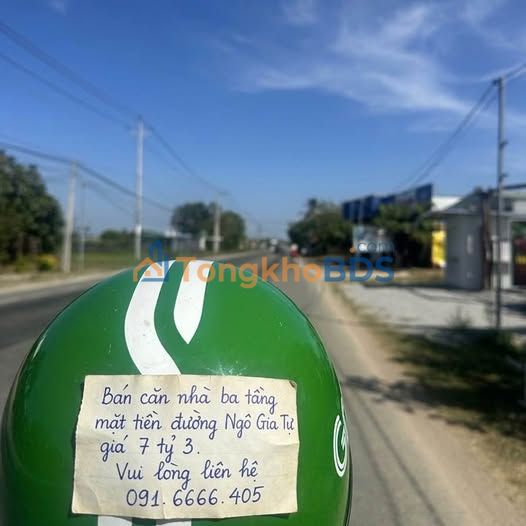 TổngkhoBDS
.com
Bán căn nhà ba tầng
mặt tiền đường Ngô Gia Tự
giá 7 tỷ 3.
Vui lòng liên hệ
091.6666.405